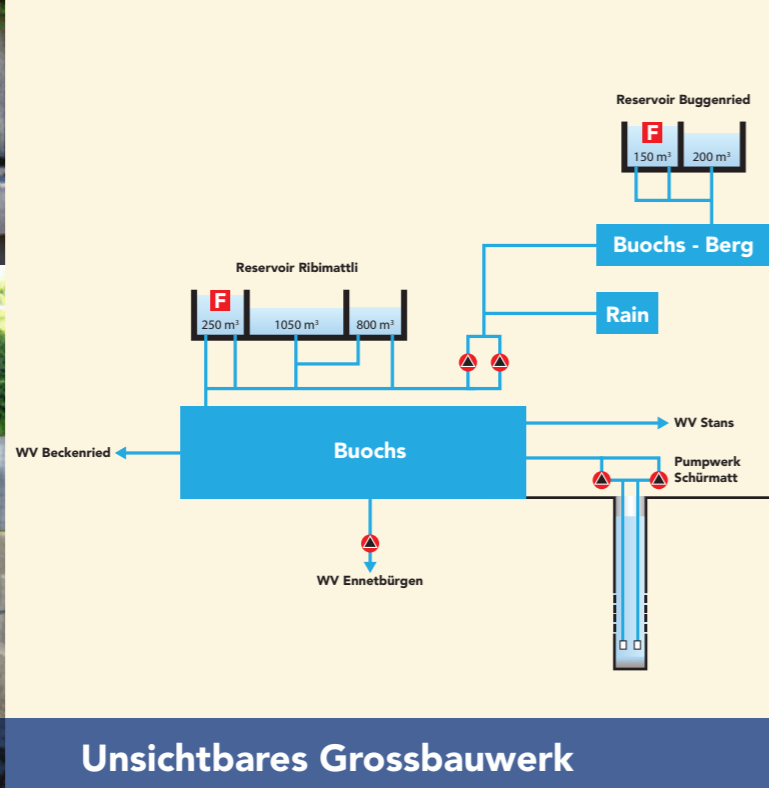 Reservoir Buggenried
F
150 m³
200 m³
Buochs - Berg
Reservoir Ribimattli
F
250 m³
1050 m³
800 m³
Rain
WV Stans
WV Beckenried
Buochs
Pumpwerk
Schürmatt
WV Ennetbürgen
Unsichtbares Grossbauwerk